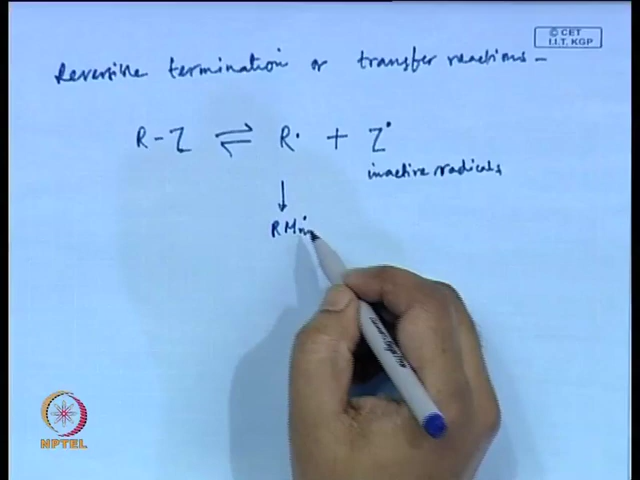 © CET
I.I.T. KGP
Reversible termination or transfer reactions -
R - Z ⇌ R• + Z•
inactive radicals
↓
RMn•
NPTEL